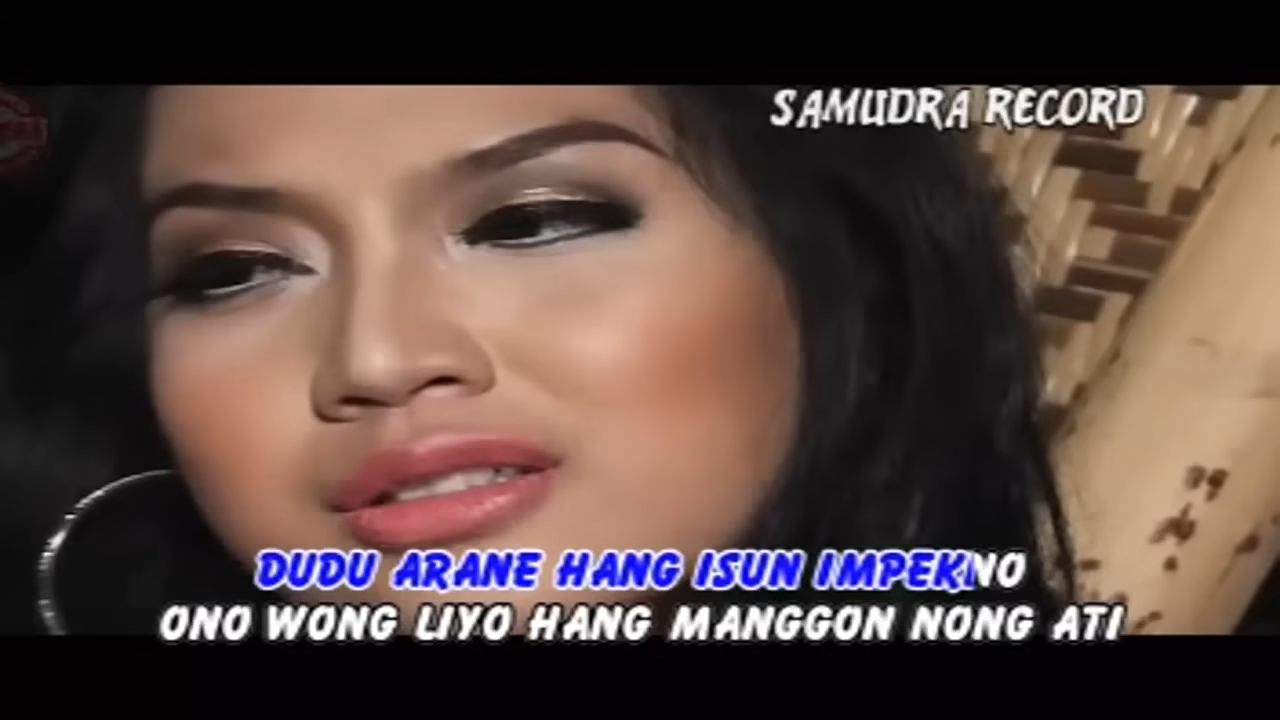 SAMUDRA RECORD
DUDU ARANE HANG ISUN IMPEKNO
ONO WONG LIYO HANG MANGGON NONG ATI